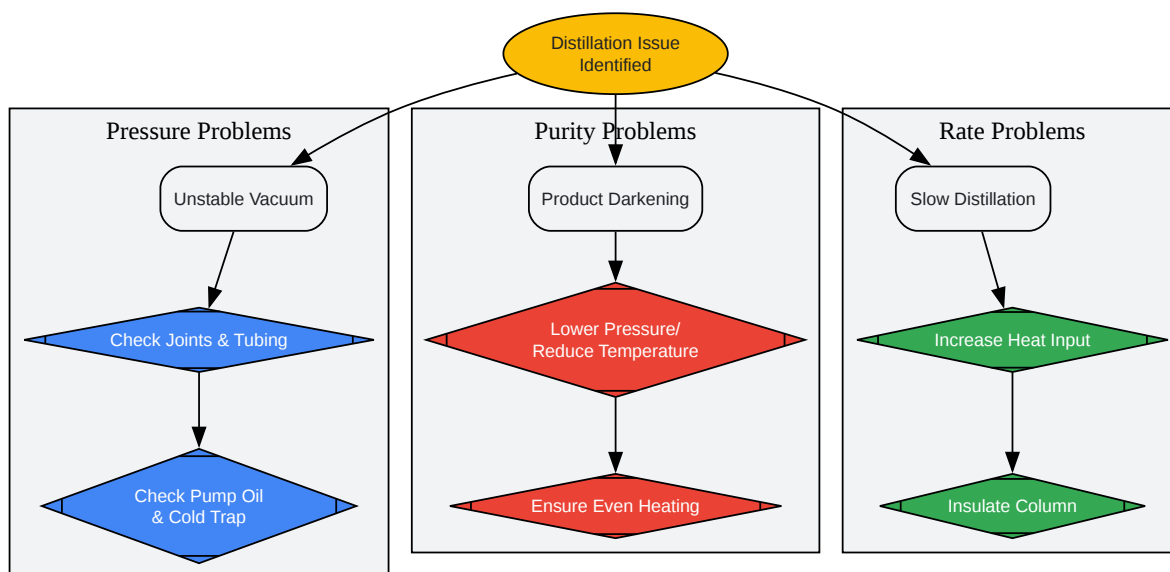 Distillation Issue
Identified
Pressure Problems
Purity Problems
Rate Problems
Unstable Vacuum
Product Darkening
Slow Distillation
Check Joints & Tubing
Lower Pressure/
Reduce Temperature
Increase Heat Input
Check Pump Oil
& Cold Trap
Ensure Even Heating
Insulate Column